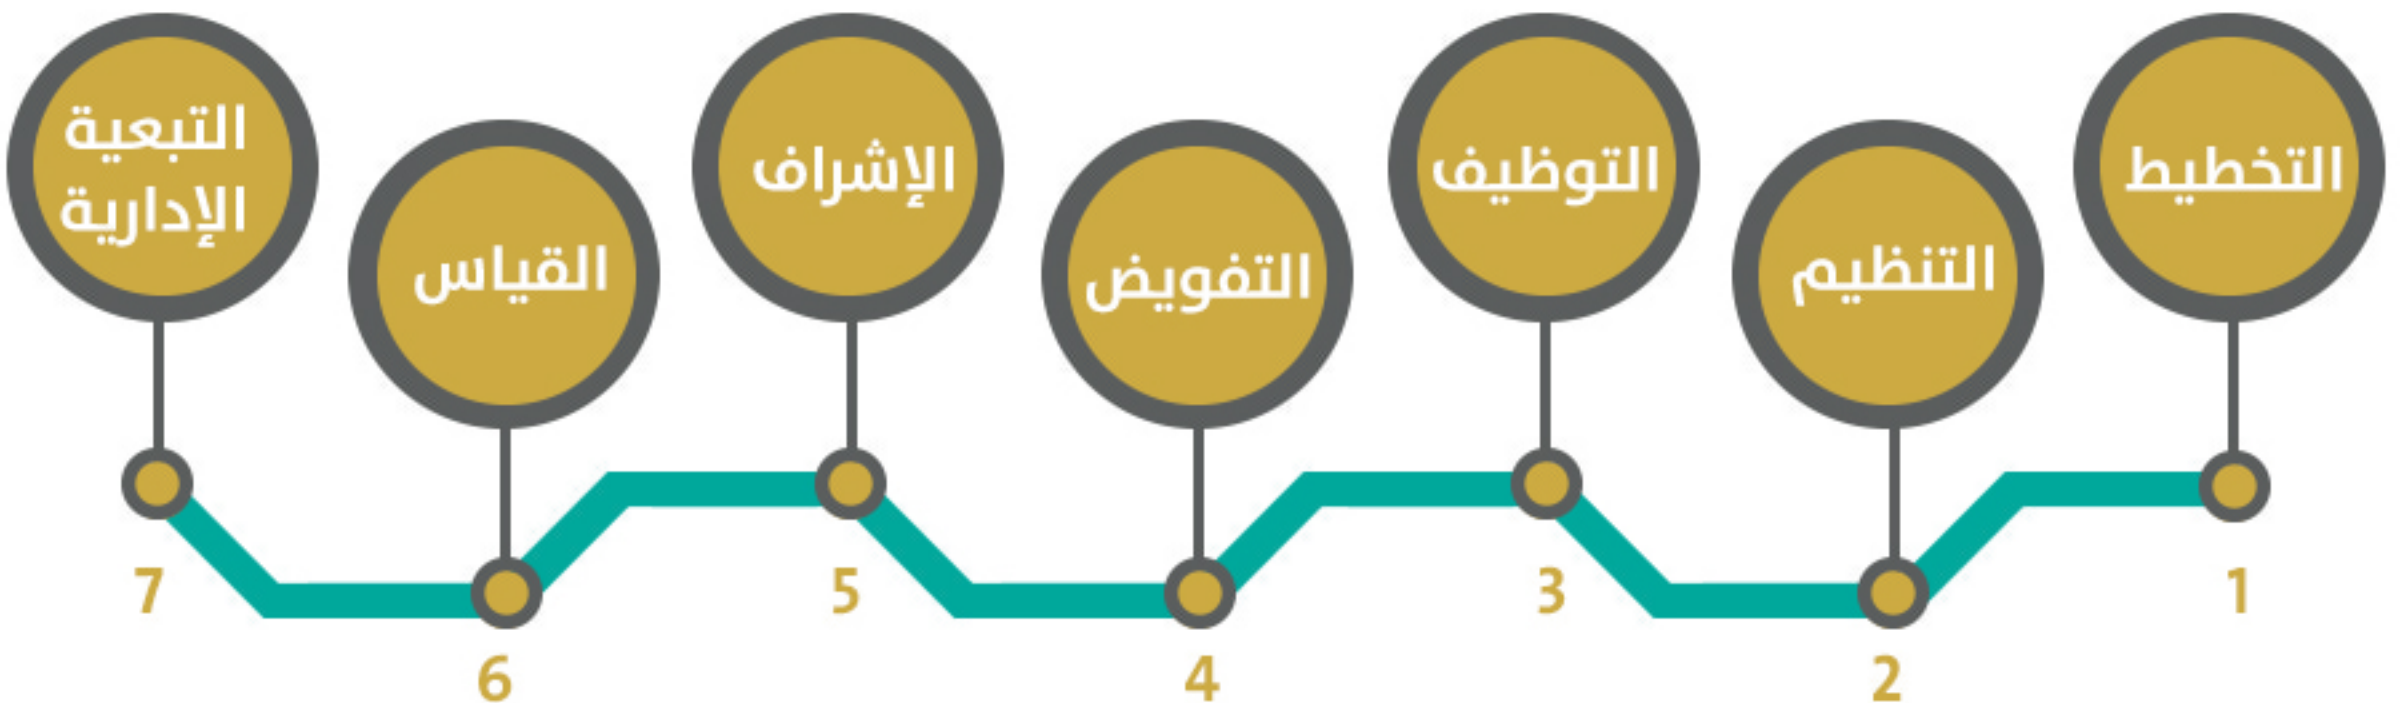 التخطيط
1
التنظيم
2
التوظيف
3
التفويض
4
الإشراف
5
القياس
6
التبعية
الإدارية
7